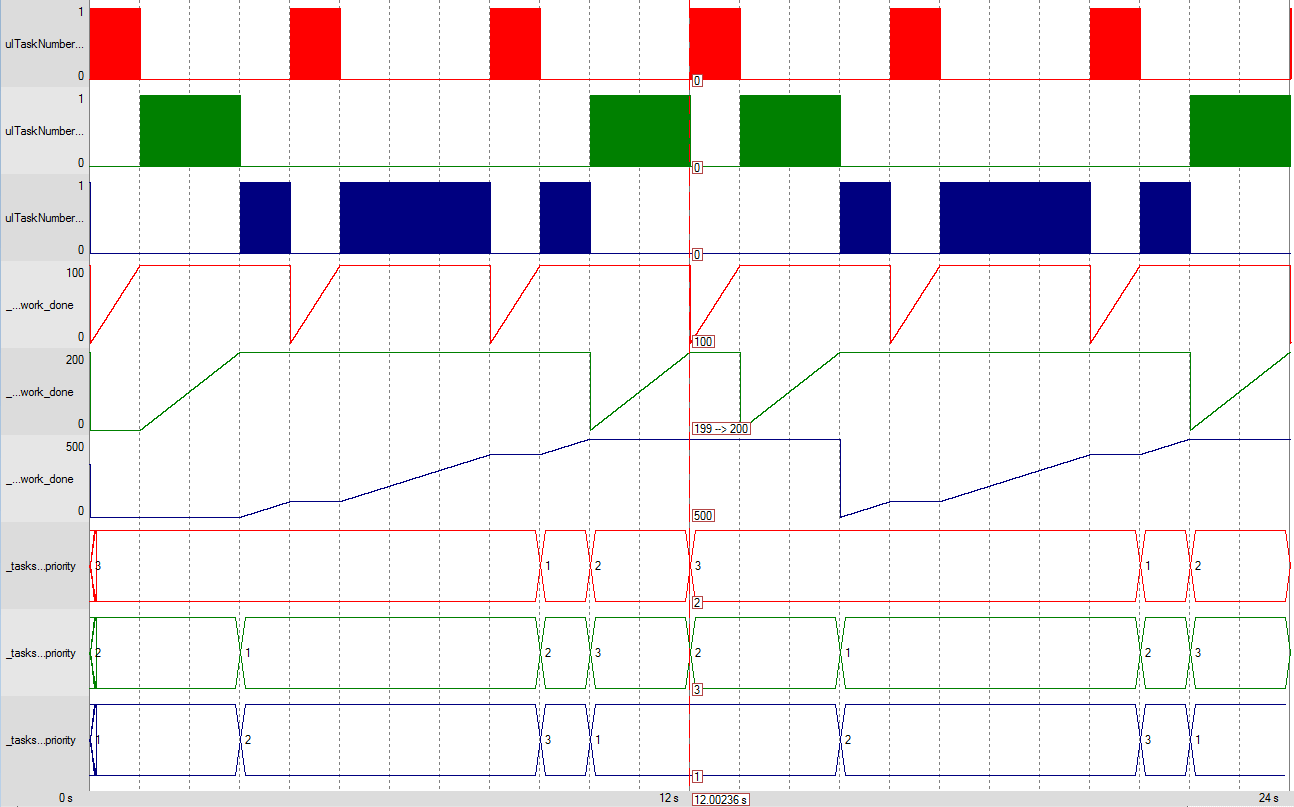 1
ulTaskNumber...
0
0
1
ulTaskNumber...
0
0
1
ulTaskNumber...
0
0
100
_...work_done
0
100
200
_...work_done
0
199 --> 200
500
_...work_done
0
500
_tasks...priority
3 1 2 3 1 2
2
_tasks...priority
2 1 2 3 2 1 2 3
3
_tasks...priority
1 2 3 1 2 3 1
1
0 s 12 s 12.00236 s 24 s